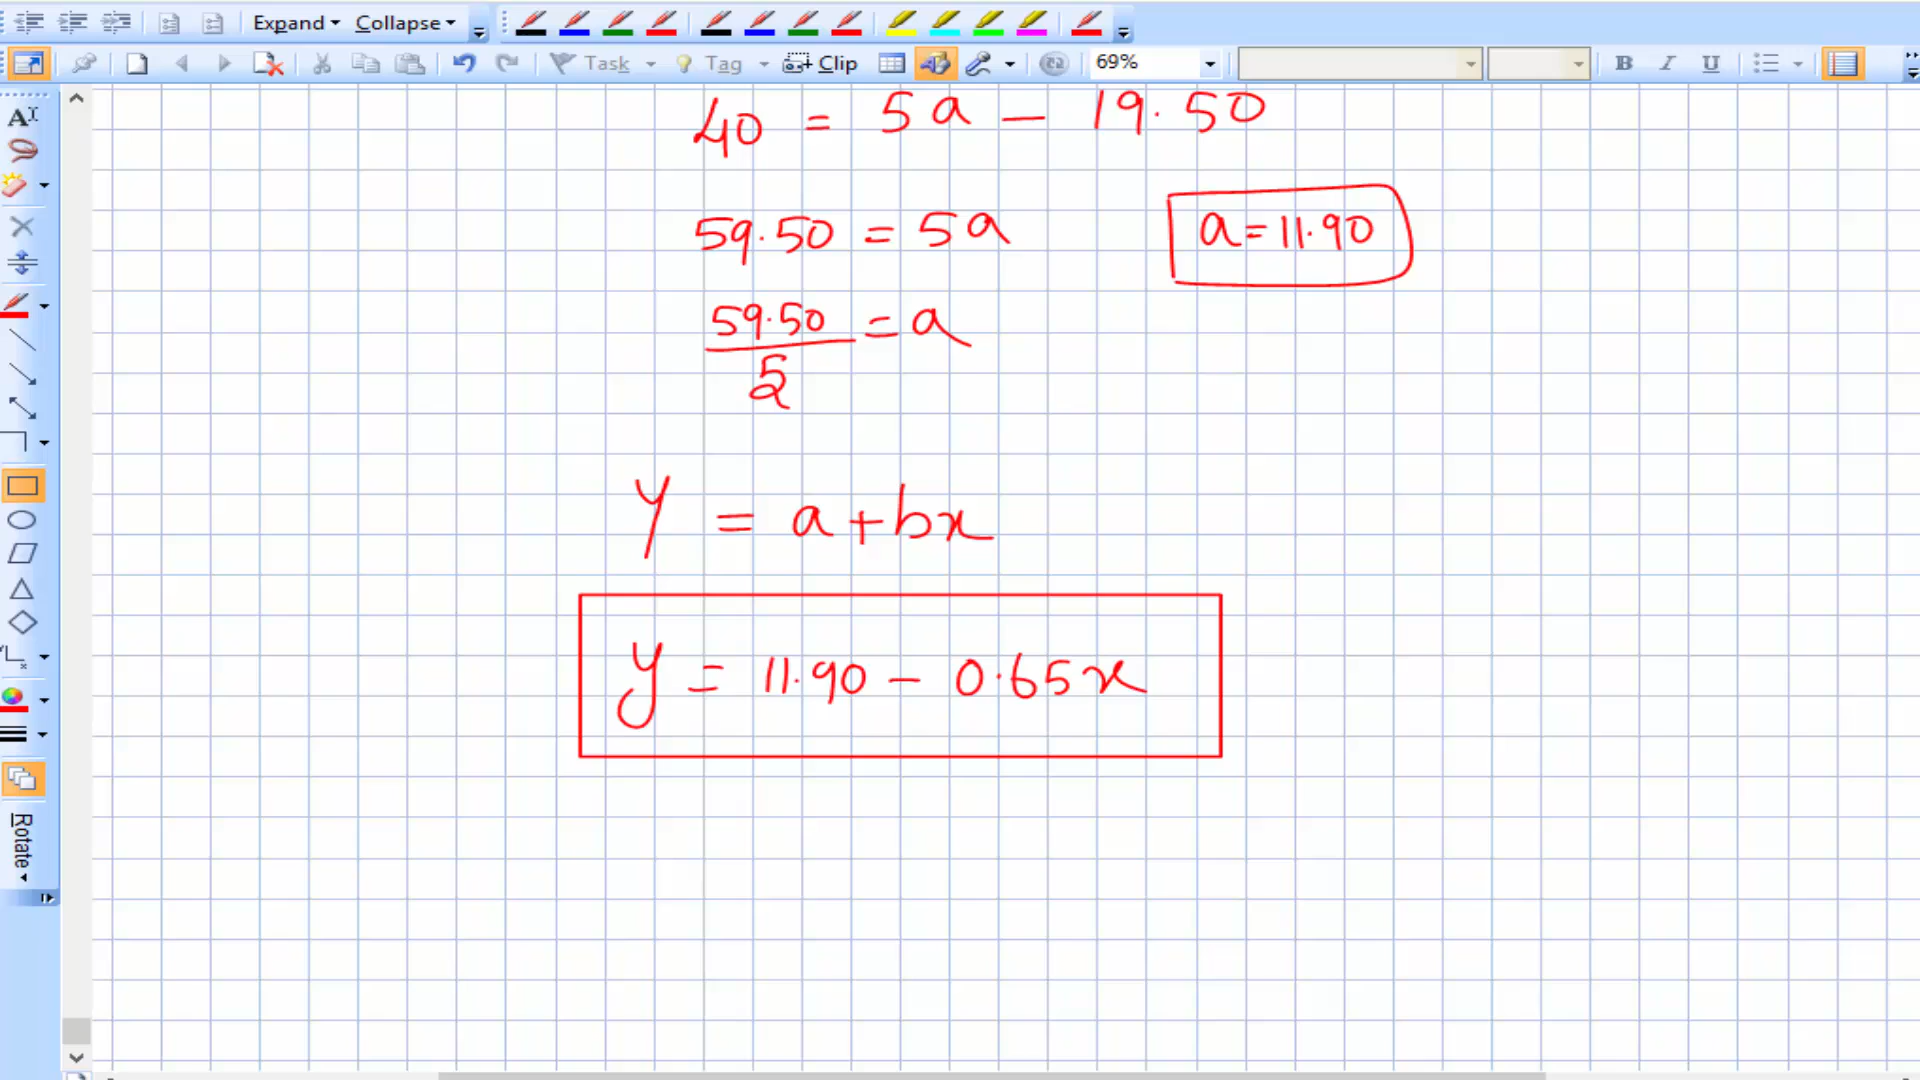 Expand Collapse
Task Tag Clip 69% B I U
40 = 5a - 19.50
59.50 = 5a
a = 11.90
59.50/5 = a
Y = a+bx
y = 11.90 - 0.65x
Rotate